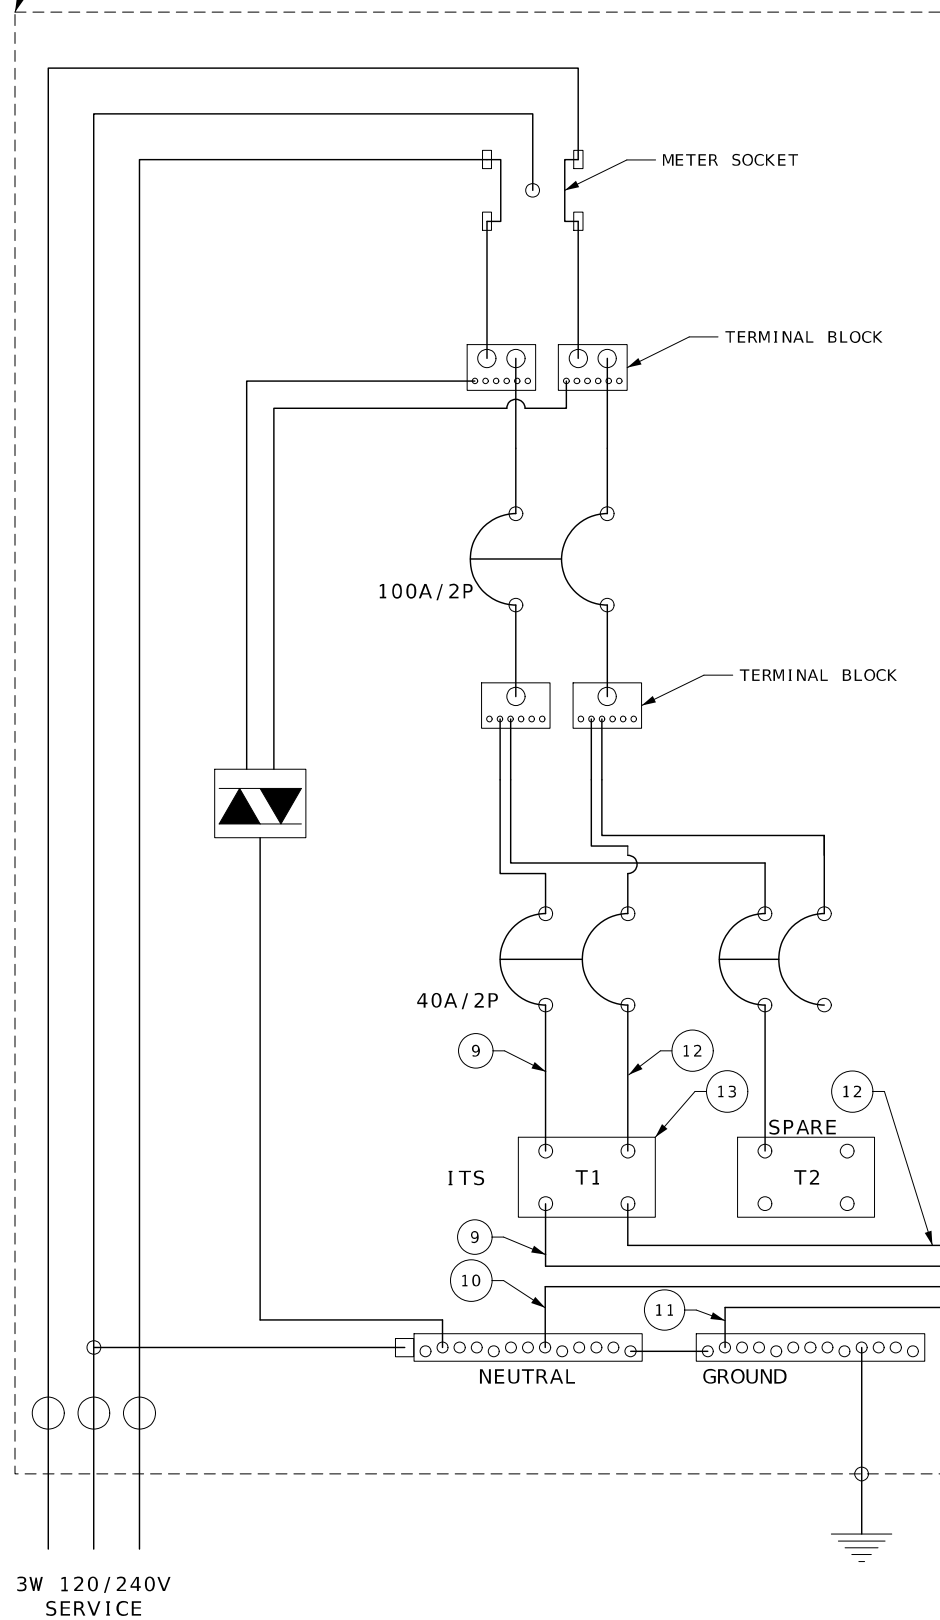 METER SOCKET
TERMINAL BLOCK
100A/2P
TERMINAL BLOCK
40A/2P
9
12
13
12
SPARE
ITS
T1
T2
9
10
11
NEUTRAL
GROUND
3W 120/240V
SERVICE